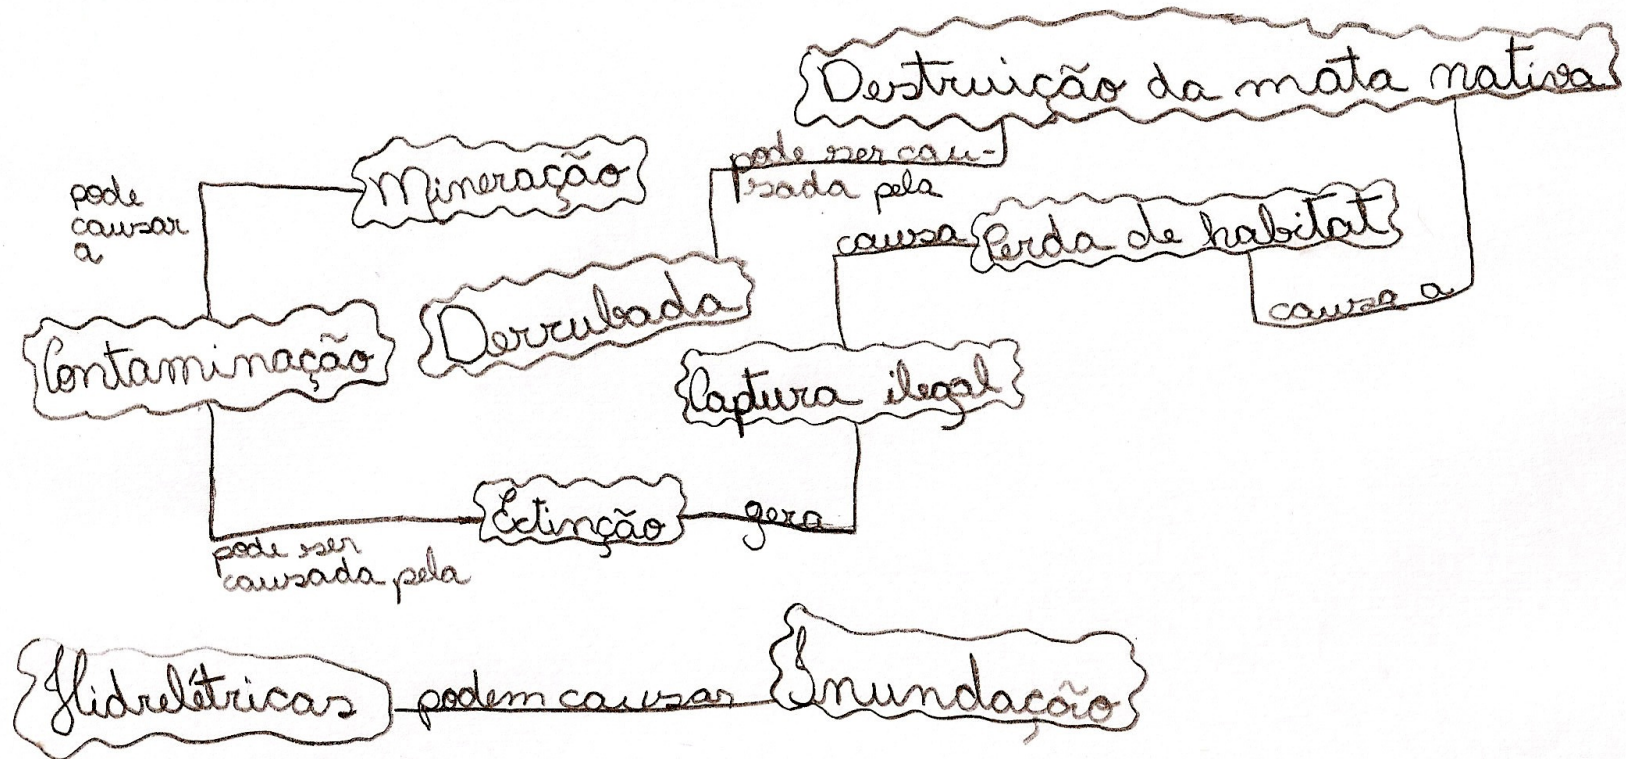 Destruição da mata nativa
pode ser cau-
sada pela
Mineração
pode
causar
a
causa
Perda de habitat
causa a
Derrubada
Contaminação
Captura ilegal
Extinção
gera
pode ser
causada pela
Hidrelétricas
podem causar
Inundação